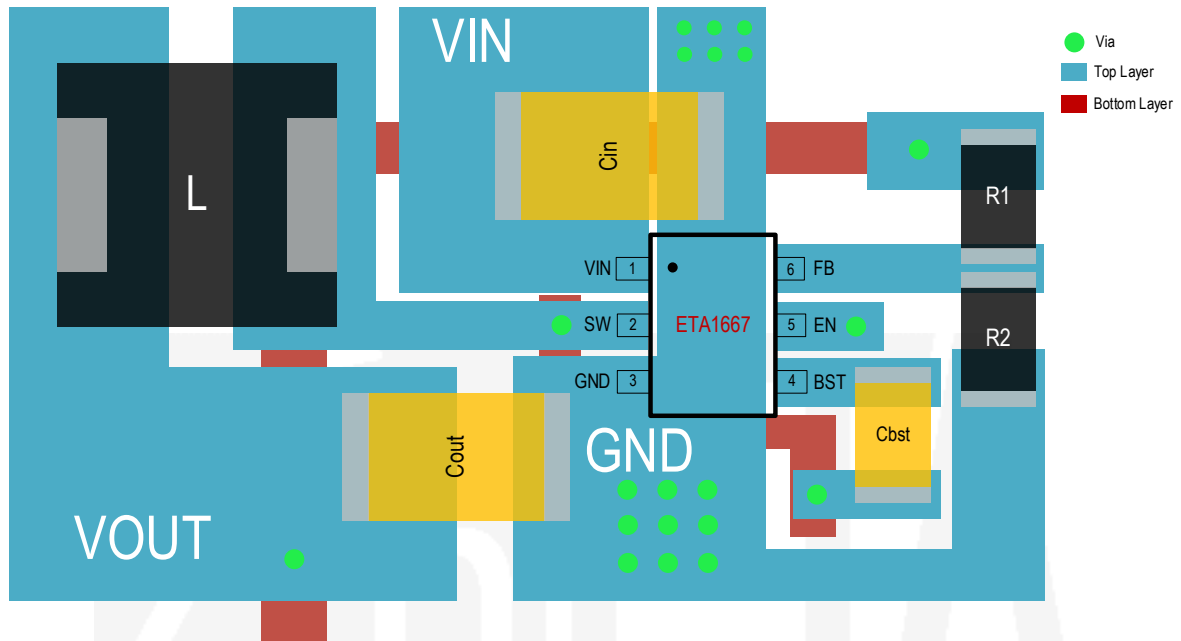 VIN
Via
Top Layer
Bottom Layer
Cin
L
R1
VIN 1
6 FB
SW 2
ETA1667
5 EN
R2
GND 3
4 BST
Cout
GND
Cbst
VOUT